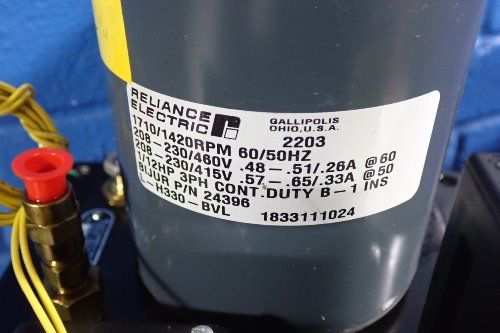 RELIANCE
ELECTRIC
GALLIPOLIS
OHIO, U.S.A.
2203
1710/1420RPM 60/50HZ
208-230/460V .48-.51/.26A @60
208-230/415V .57-.65/.33A @50
1/12HP 3PH CONT.DUTY B-1 INS
BIJUR P/N 24396
H330-BVL 1833111024